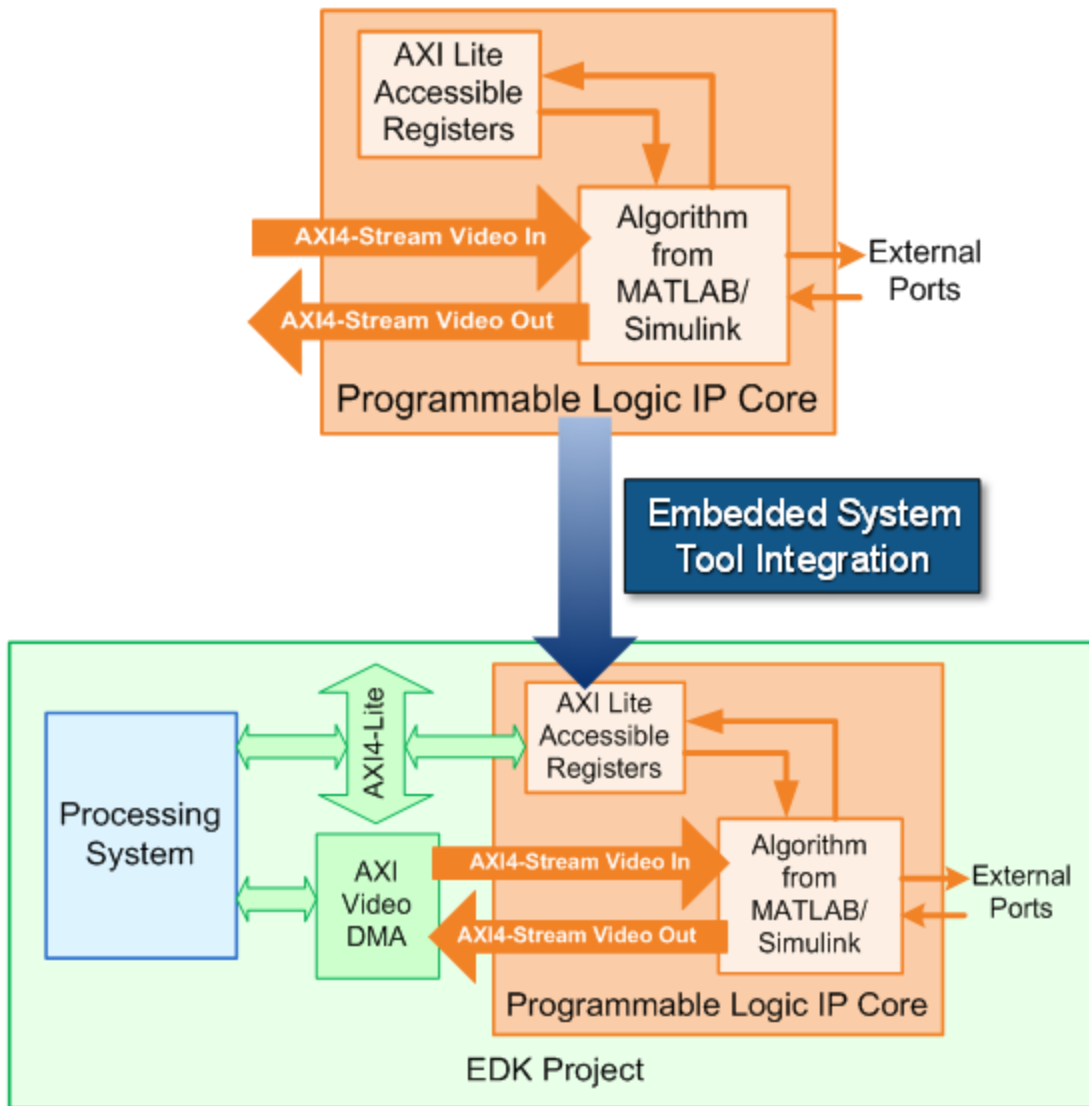 AXI Lite
Accessible
Registers
AXI4-Stream Video In
Algorithm
from
MATLAB/
Simulink
External
Ports
AXI4-Stream Video Out
Programmable Logic IP Core
Embedded System
Tool Integration
Processing
System
AXI4-Lite
AXI Lite
Accessible
Registers
AXI
Video
DMA
AXI4-Stream Video In
AXI4-Stream Video Out
Algorithm
from
MATLAB/
Simulink
External
Ports
Programmable Logic IP Core
EDK Project